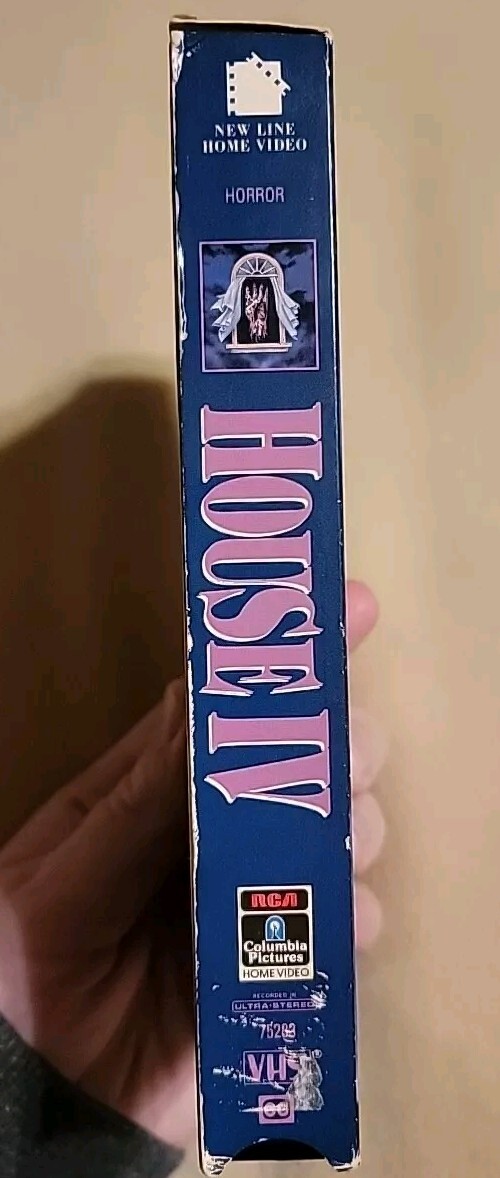 NEW LINE
HOME VIDEO
HORROR
HOUSE IV
RCA
Columbia
Pictures
HOME VIDEO
RECORDED IN
ULTRA-STEREO
VHS
CC